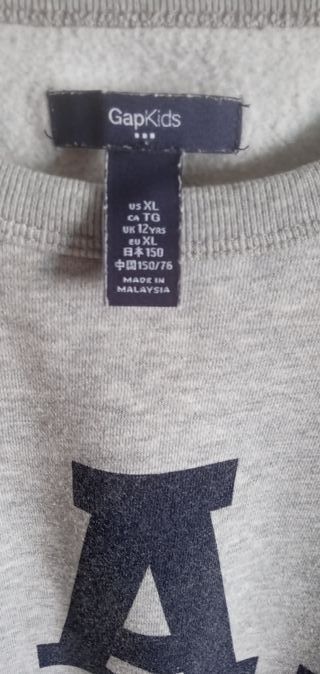 GapKids
US XL
CA TG
UK 12 YRS
EU XL
日本 150
中国 150/76
MADE IN
MALAYSIA
A